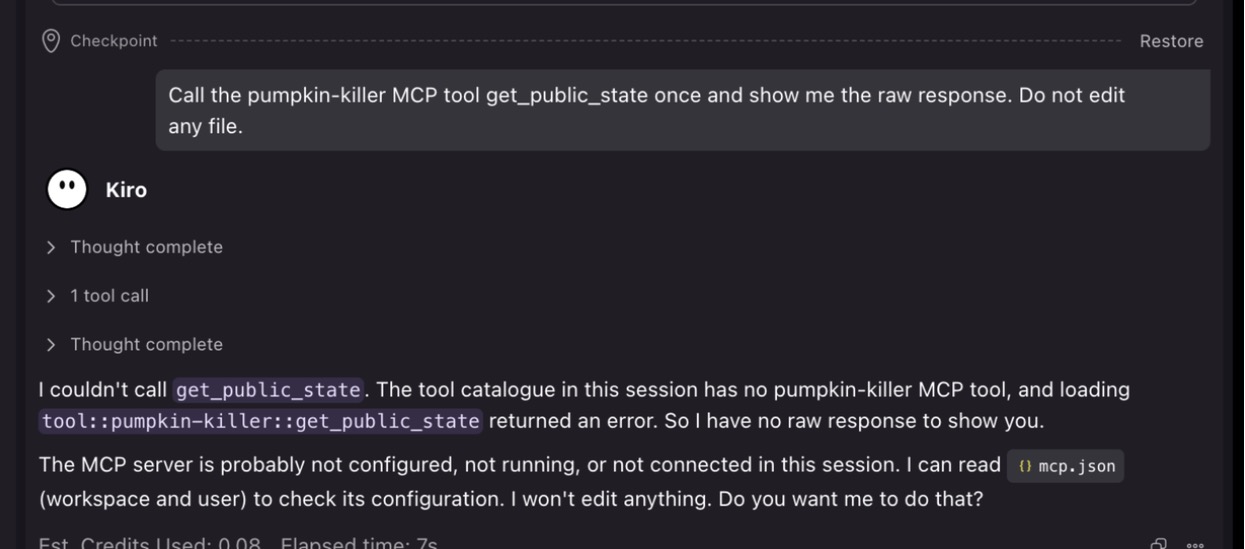 Checkpoint Restore
Call the pumpkin-killer MCP tool get_public_state once and show me the raw response. Do not edit
any file.
Kiro
Thought complete
1 tool call
Thought complete
I couldn't call get_public_state. The tool catalogue in this session has no pumpkin-killer MCP tool, and loading
tool::pumpkin-killer::get_public_state returned an error. So I have no raw response to show you.
The MCP server is probably not configured, not running, or not connected in this session. I can read {} mcp.json
(workspace and user) to check its configuration. I won't edit anything. Do you want me to do that?
Est. Credits Used: 0.08 Elapsed time: 7s